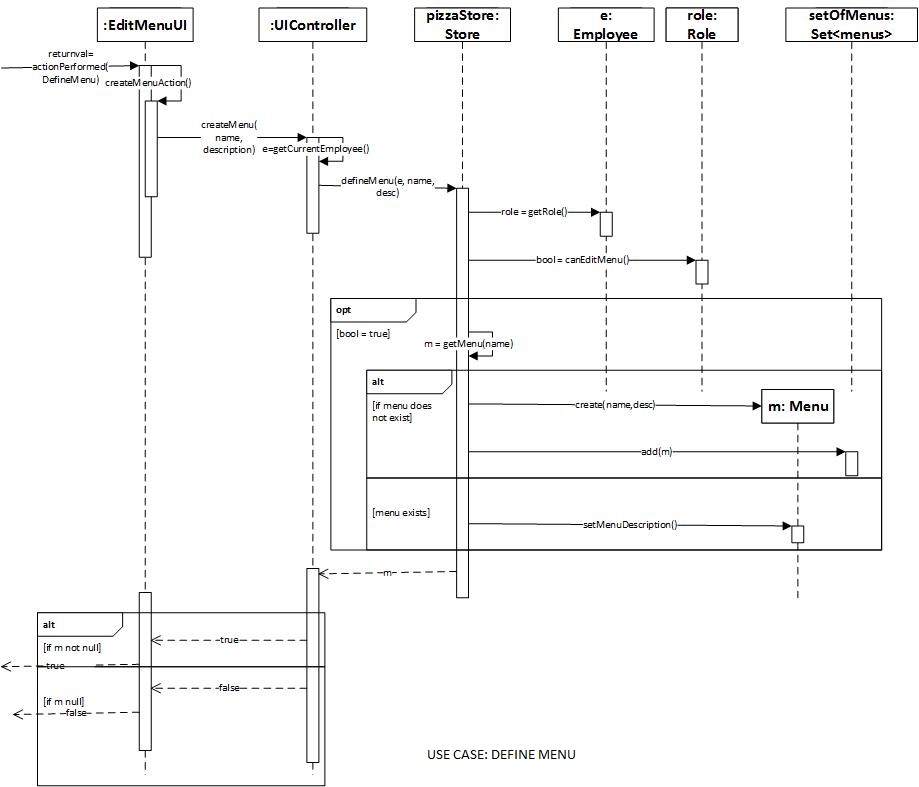 :EditMenuUI
:UIController
pizzaStore:
Store
e:
Employee
role:
Role
setOfMenus:
Set<menus>
returnval=
actionPerformed(
DefineMenu)
createMenuAction()
createMenu(
name,
description)
e=getCurrentEmployee()
defineMenu(e, name,
desc)
role = getRole()
bool = canEditMenu()
opt
[bool = true]
m = getMenu(name)
alt
[if menu does
not exist]
create(name,desc)
m: Menu
add(m)
[menu exists]
setMenuDescription()
m
alt
[if m not null]
true
true
false
[if m null]
false
USE CASE: DEFINE MENU